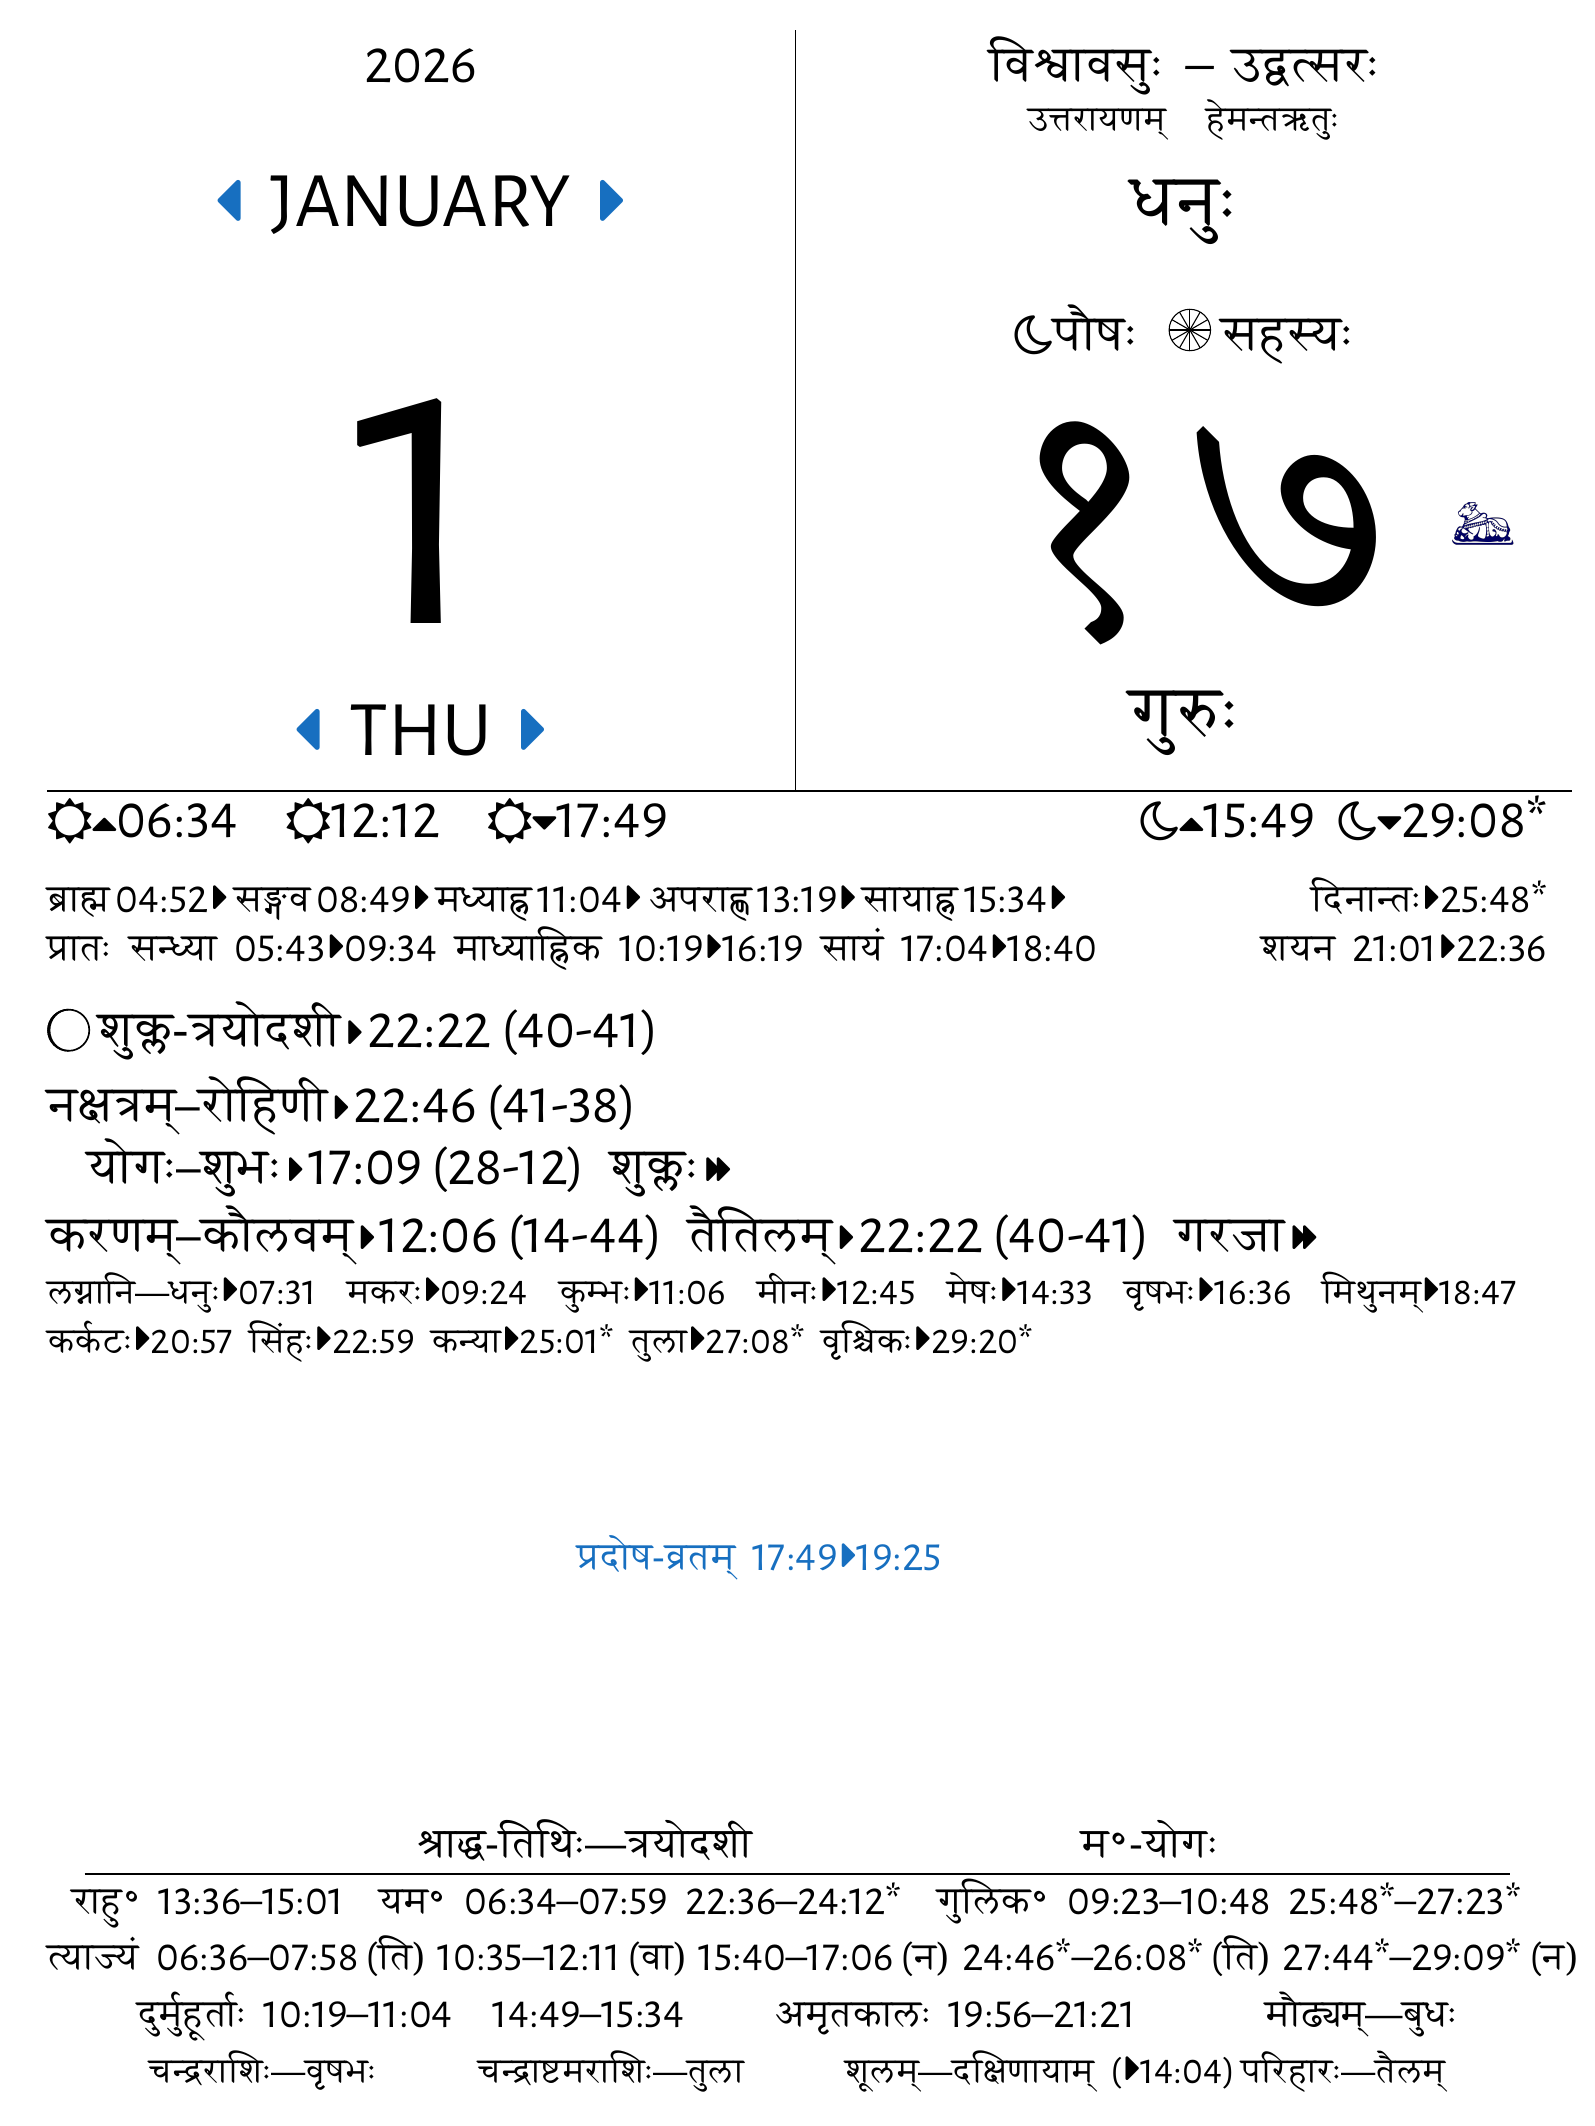 2026
JANUARY
1
THU
विश्वावसुः – उद्वत्सरः
उत्तरायणम् हेमन्तऋतुः
धनुः
पौषः सहस्यः
१७
गुरुः
06:34 12:12 17:49 15:49 29:08*
ब्राह्म 04:52 सङ्गव 08:49 मध्याह्न 11:04 अपराह्ण 13:19 सायाह्न 15:34 दिनान्तः 25:48*
प्रातः सन्ध्या 05:43 09:34 माध्याह्निक 10:19 16:19 सायं 17:04 18:40 शयन 21:01 22:36
शुक्ल-त्रयोदशी 22:22 (40-41)
नक्षत्रम्–रोहिणी 22:46 (41-38)
योगः–शुभः 17:09 (28-12) शुक्लः
करणम्–कौलवम् 12:06 (14-44) तैतिलम् 22:22 (40-41) गरजा
लग्नानि—धनुः 07:31 मकरः 09:24 कुम्भः 11:06 मीनः 12:45 मेषः 14:33 वृषभः 16:36 मिथुनम् 18:47
कर्कटः 20:57 सिंहः 22:59 कन्या 25:01* तुला 27:08* वृश्चिकः 29:20*
प्रदोष-व्रतम् 17:49 19:25
श्राद्ध-तिथिः—त्रयोदशी म॰-योगः
राहु॰ 13:36–15:01 यम॰ 06:34–07:59 22:36–24:12* गुलिक॰ 09:23–10:48 25:48*–27:23*
त्याज्यं 06:36–07:58 (ति) 10:35–12:11 (वा) 15:40–17:06 (न) 24:46*–26:08* (ति) 27:44*–29:09* (न)
दुर्मुहूर्ताः 10:19–11:04 14:49–15:34 अमृतकालः 19:56–21:21 मौढ्यम्—बुधः
चन्द्रराशिः—वृषभः चन्द्राष्टमराशिः—तुला शूलम्—दक्षिणायाम् (14:04) परिहारः—तैलम्